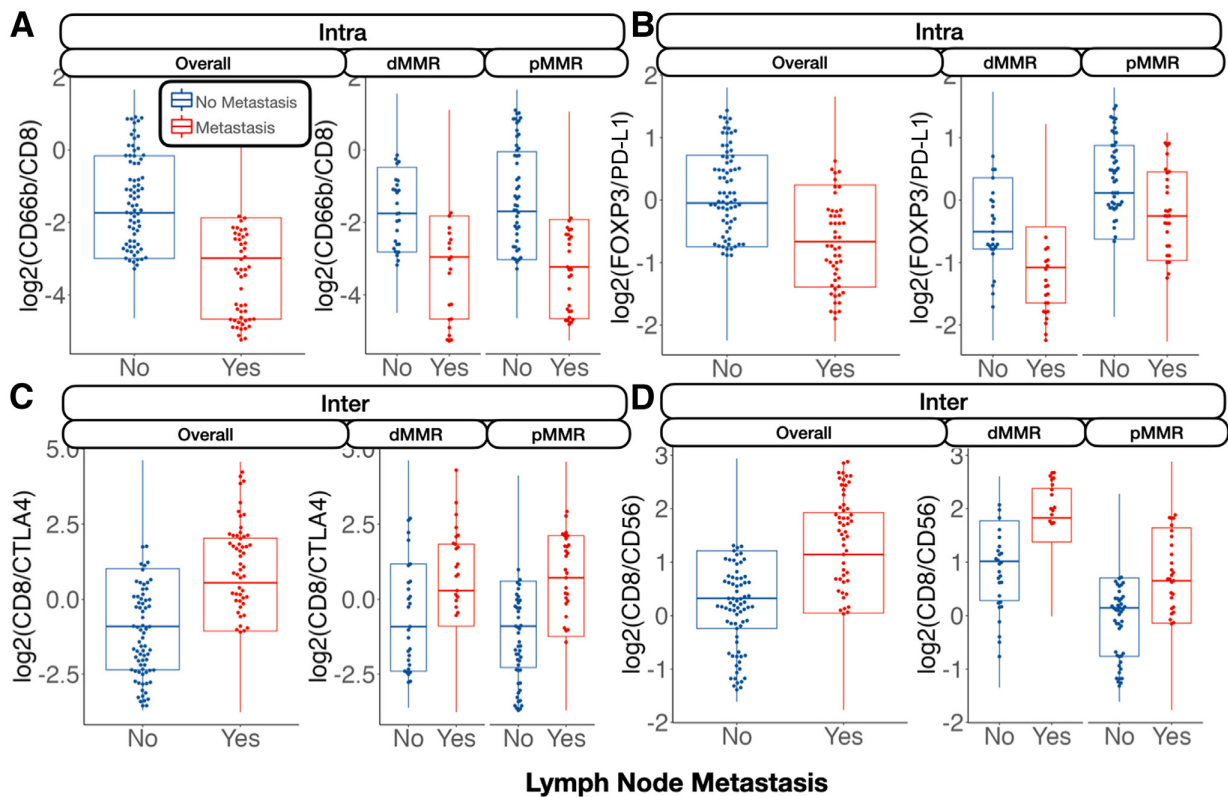 A
Intra
Overall
dMMR
pMMR
No Metastasis
Metastasis
log2(CD66b/CD8)
2
0
-2
-4
No
Yes
log2(CD66b/CD8)
0
-2
-4
No
Yes
No
Yes
B
Intra
Overall
dMMR
pMMR
log2(FOXP3/PD-L1)
2
1
0
-1
-2
No
Yes
log2(FOXP3/PD-L1)
2
1
0
-1
-2
No
Yes
No
Yes
C
Inter
Overall
dMMR
pMMR
log2(CD8/CTLA4)
5.0
2.5
0.0
-2.5
No
Yes
log2(CD8/CTLA4)
5.0
2.5
0.0
-2.5
No
Yes
No
Yes
D
Inter
Overall
dMMR
pMMR
log2(CD8/CD56)
3
2
1
0
-1
-2
No
Yes
log2(CD8/CD56)
3
2
1
0
-1
-2
No
Yes
No
Yes
Lymph Node Metastasis